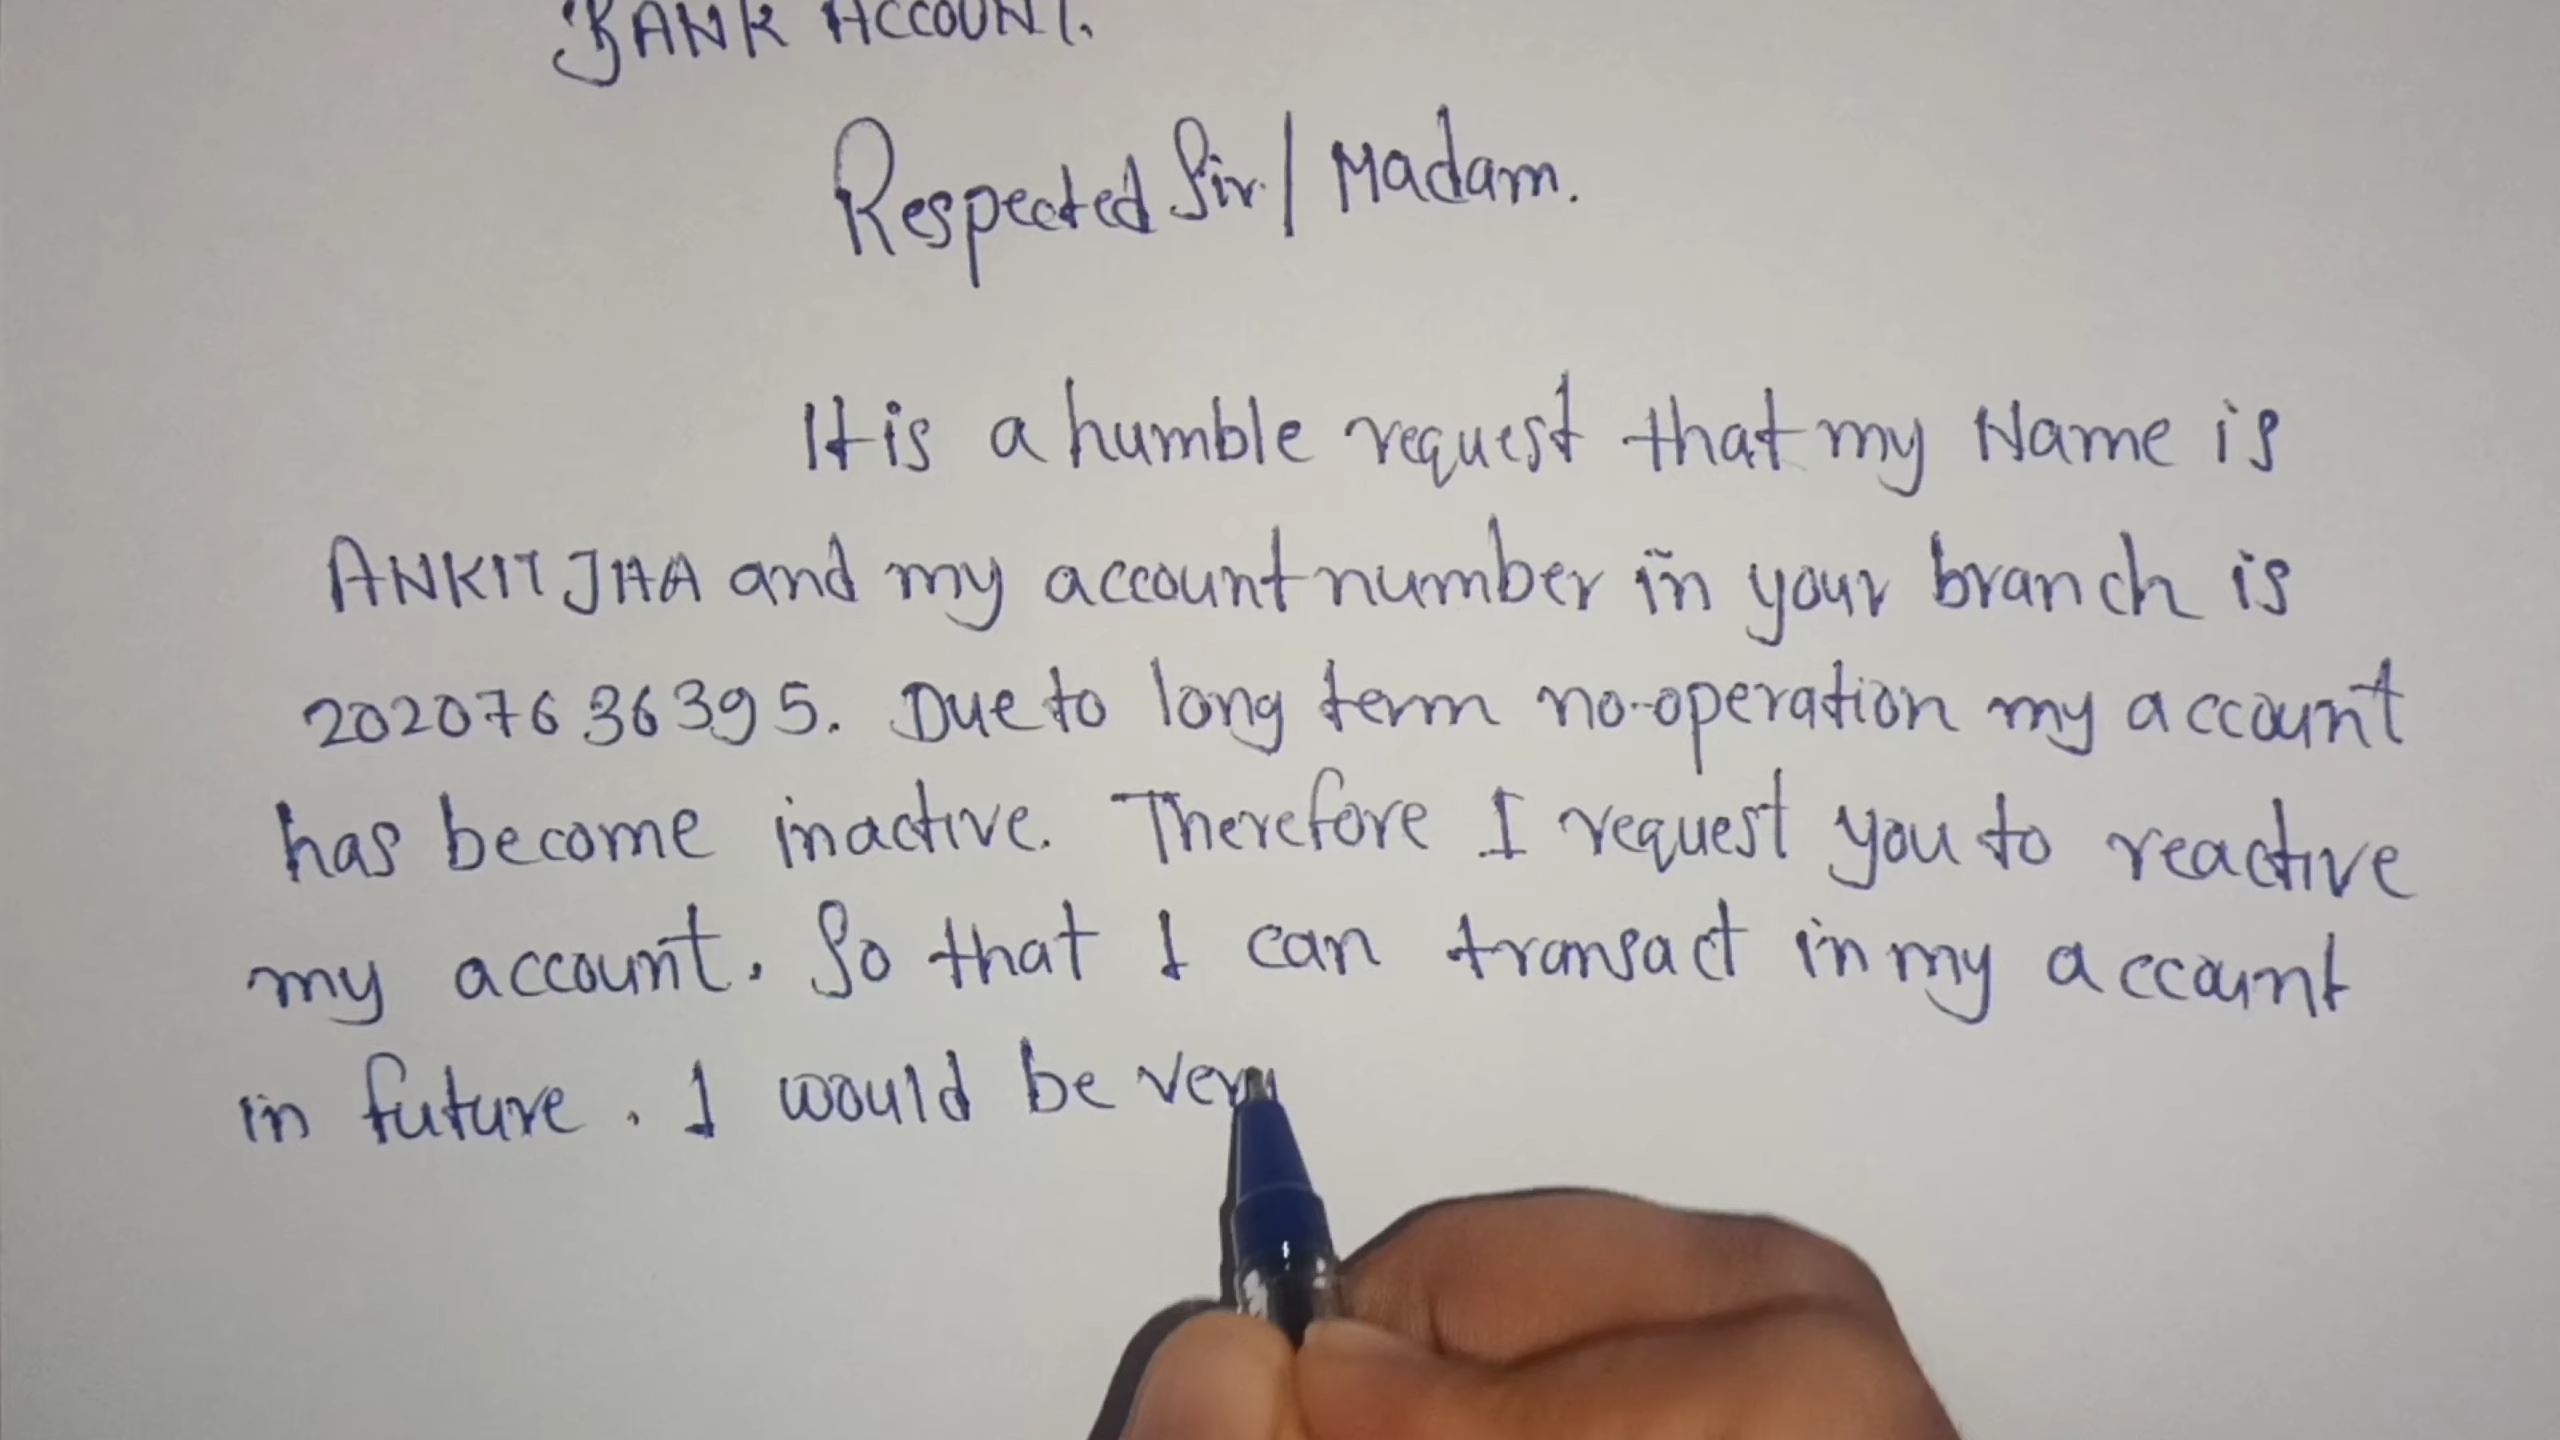 BANK ACCOUNT.
Respected Sir / Madam.
It is a humble request that my Name is
ANKIT JHA and my account number in your branch is
20207636395. Due to long term no-operation my account
has become inactive. Therefore I request you to reactive
my account. So that I can transact in my account
in future. I would be very